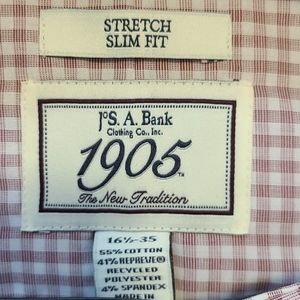 STRETCH
SLIM FIT
JoS. A. Bank
Clothing Co., Inc.
1905™
The New Tradition
16½-35
55% COTTON
41% REPREVE®
RECYCLED
POLYESTER
4% SPANDEX
MADE IN